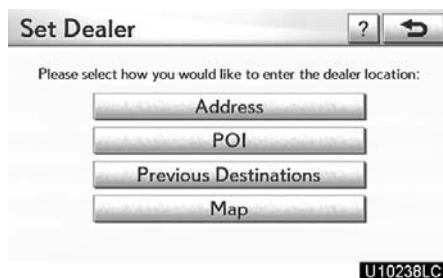 Set Dealer ?
Please select how you would like to enter the dealer location:
Address
POI
Previous Destinations
Map
U10238LC